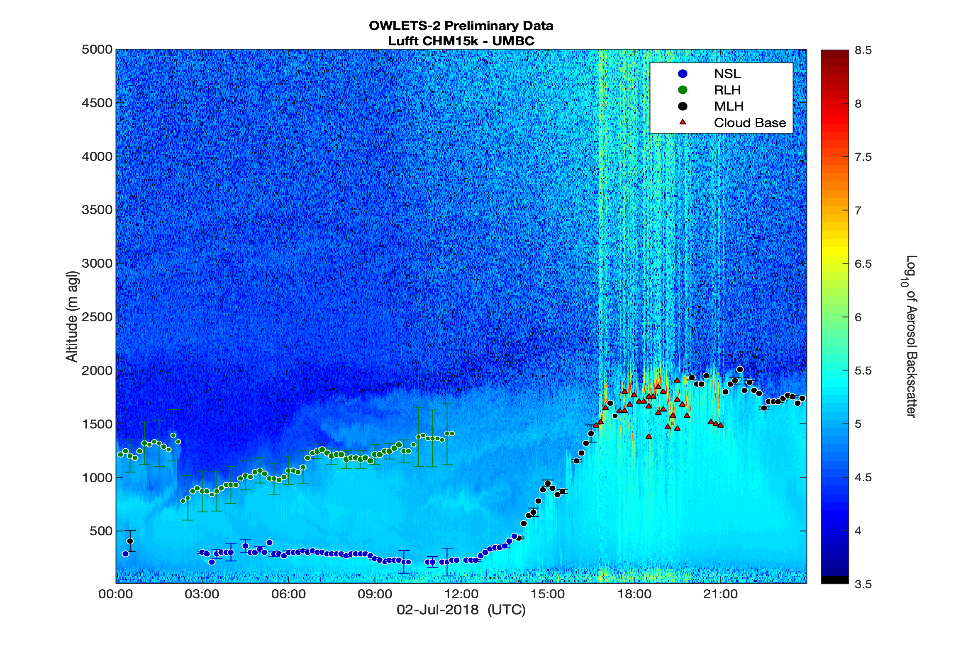 OWLETS-2 Preliminary Data
Lufft CHM15k - UMBC
5000
4500
4000
3500
3000
2500
2000
1500
1000
500
Altitude (m agl)
NSL
RLH
MLH
Cloud Base
8.5
8
7.5
7
6.5
6
5.5
5
4.5
4
3.5
Log10 of Aerosol Backscatter
00:00 03:00 06:00 09:00 12:00 15:00 18:00 21:00
02-Jul-2018 (UTC)